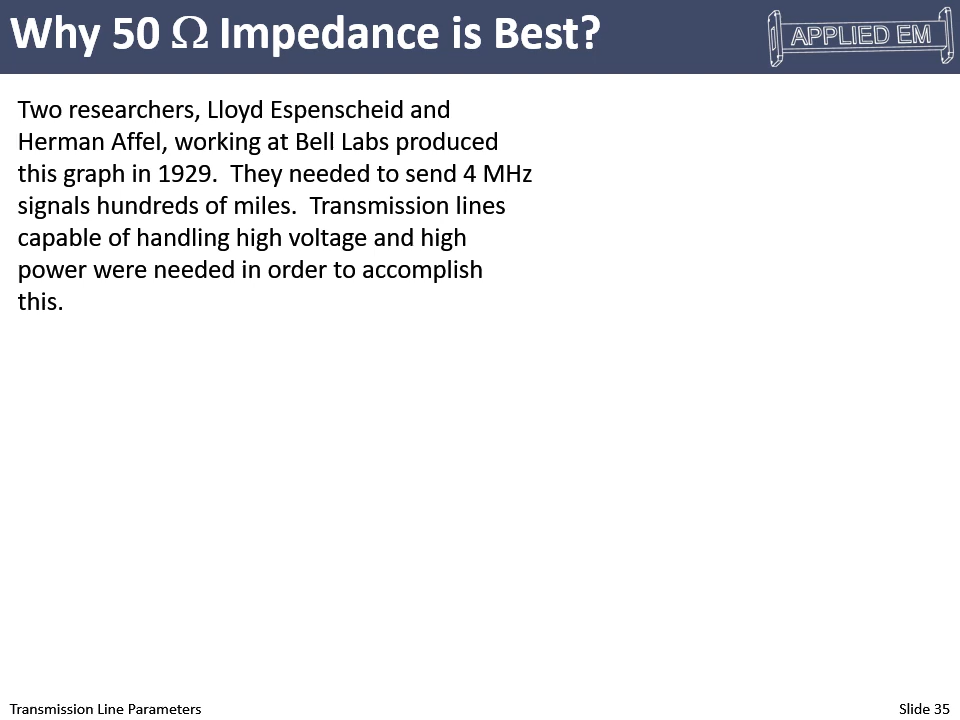 Why 50 Ω Impedance is Best?
APPLIED EM
Two researchers, Lloyd Espenscheid and
Herman Affel, working at Bell Labs produced
this graph in 1929.  They needed to send 4 MHz
signals hundreds of miles.  Transmission lines
capable of handling high voltage and high
power were needed in order to accomplish
this.
Transmission Line Parameters
Slide 35